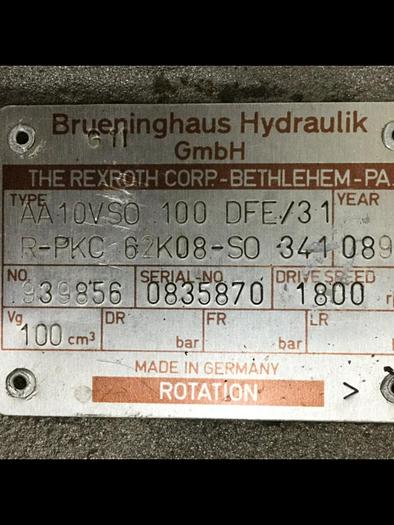 Brueninghaus Hydraulik
G11
GmbH
THE REXROTH CORP.-BETHLEHEM-PA.
TYPE YEAR
AA10VSO 100 DFE/31
R-PKC 62K08-SO 341 089
NO. SERIAL-NO DRIVE SPEED
939856 0835870 1800 r
Vg DR FR LR
100 cm³ bar bar
MADE IN GERMANY
ROTATION >